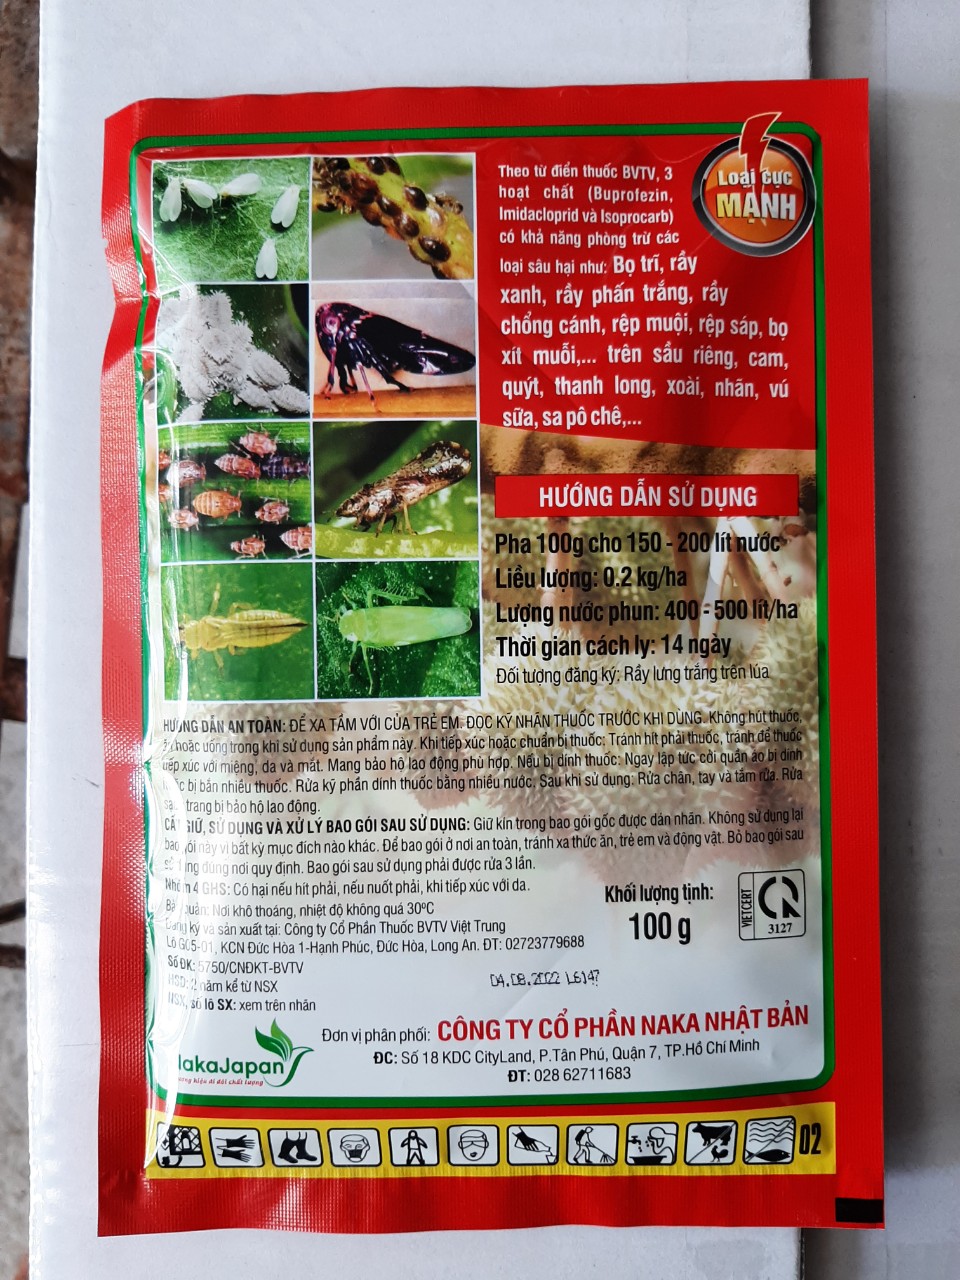 Loại cực
MẠNH
Theo từ điển thuốc BVTV, 3
hoạt chất (Buprofezin,
Imidacloprid và Isoprocarb)
có khả năng phòng trừ các
loại sâu hại như: Bọ trĩ, rầy
xanh, rầy phấn trắng, rầy
chổng cánh, rệp muội, rệp sáp, bọ
xít muỗi,... trên sầu riêng, cam,
quýt, thanh long, xoài, nhãn, vú
sữa, sa pô chê,...
HƯỚNG DẪN SỬ DỤNG
Pha 100g cho 150 - 200 lít nước
Liều lượng: 0.2 kg/ha
Lượng nước phun: 400 - 500 lít/ha
Thời gian cách ly: 14 ngày
Đối tượng đăng ký: Rầy lưng trắng trên lúa
HƯỚNG DẪN AN TOÀN: ĐỂ XA TẦM VỚI CỦA TRẺ EM. ĐỌC KỸ NHÃN THUỐC TRƯỚC KHI DÙNG. Không hút thuốc,
hoặc uống trong khi sử dụng sản phẩm này. Khi tiếp xúc hoặc chuẩn bị thuốc: Tránh hít phải thuốc, tránh để thuốc
tiếp xúc với miệng, da và mắt. Mang bảo hộ lao động phù hợp. Nếu bị dính thuốc: Ngay lập tức cởi quần áo bị dính
hoặc bị bắn nhiều thuốc. Rửa kỹ phần dính thuốc bằng nhiều nước. Sau khi sử dụng: Rửa chân, tay và tắm rửa. Rửa
trang bị bảo hộ lao động.
GIỮ, SỬ DỤNG VÀ XỬ LÝ BAO GÓI SAU SỬ DỤNG: Giữ kín trong bao gói gốc được dán nhãn. Không sử dụng lại
bao gói này vì bất kỳ mục đích nào khác. Để bao gói ở nơi an toàn, tránh xa thức ăn, trẻ em và động vật. Bỏ bao gói sau
sử dụng đúng nơi quy định. Bao gói sau sử dụng phải được rửa 3 lần.
Nhóm 4 GHS: Có hại nếu hít phải, nếu nuốt phải, khi tiếp xúc với da.
Bảo quản: Nơi khô thoáng, nhiệt độ không quá 30ºC
Đăng ký và sản xuất tại: Công ty Cổ Phần Thuốc BVTV Việt Trung
Lô G05-01, KCN Đức Hòa 1-Hạnh Phúc, Đức Hòa, Long An. ĐT: 02723779688
Số ĐK: 5750/CNĐKT-BVTV
HSD: 2 năm kể từ NSX
NSX, số lô SX: xem trên nhãn
Khối lượng tịnh:
100 g
VIETCERT
3127
04.08.2022 L6147
Đơn vị phân phối: CÔNG TY CỔ PHẦN NAKA NHẬT BẢN
ĐC: Số 18 KDC CityLand, P.Tân Phú, Quận 7, TP.Hồ Chí Minh
ĐT: 028 62711683
NakaJapan
Thương hiệu đi đôi chất lượng
02